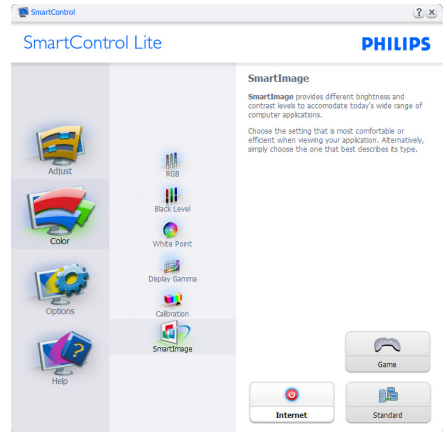 SmartControl
SmartControl Lite
PHILIPS
Adjust
Color
Options
Help
RGB
Black Level
White Point
Display Gamma
Calibration
SmartImage
SmartImage
SmartImage provides different brightness and
contrast levels to accomodate today's wide range of
computer applications.
Choose the setting that is most comfortable or
efficient when viewing your application. Alternatively,
simply choose the one that best describes its type.
Game
Internet
Standard